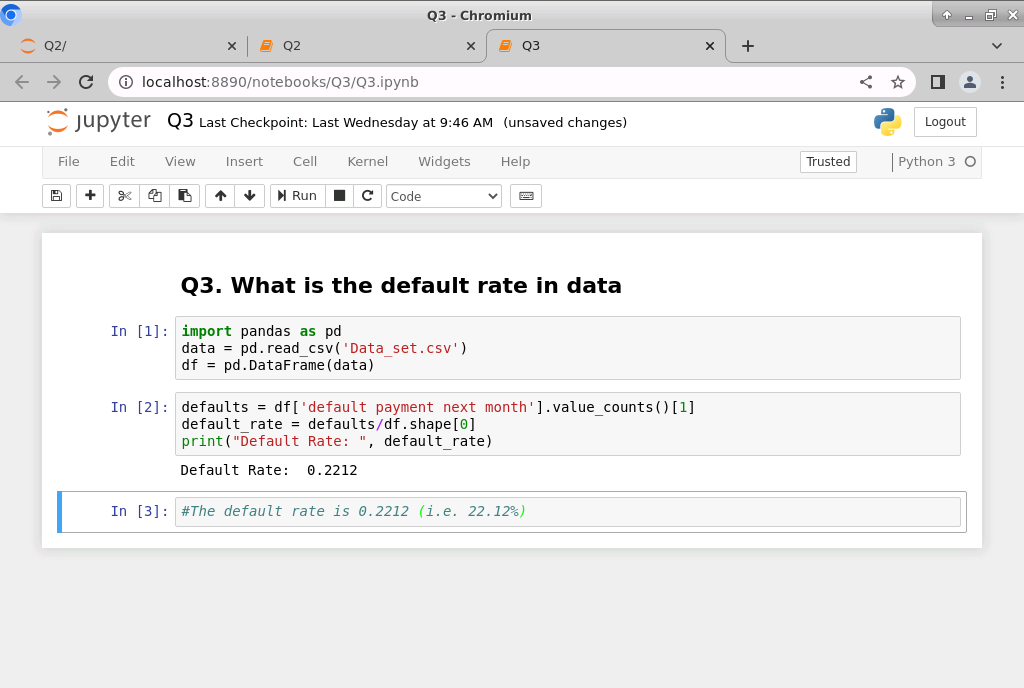 Q3 - Chromium
Q2/
Q2
Q3
localhost:8890/notebooks/Q3/Q3.ipynb
jupyter Q3 Last Checkpoint: Last Wednesday at 9:46 AM (unsaved changes)
Logout
File Edit View Insert Cell Kernel Widgets Help
Trusted
Python 3
Run
Code
Q3. What is the default rate in data
In [1]: import pandas as pd
data = pd.read_csv('Data_set.csv')
df = pd.DataFrame(data)
In [2]: defaults = df['default payment next month'].value_counts()[1]
default_rate = defaults/df.shape[0]
print("Default Rate: ", default_rate)
Default Rate:  0.2212
In [3]: #The default rate is 0.2212 (i.e. 22.12%)